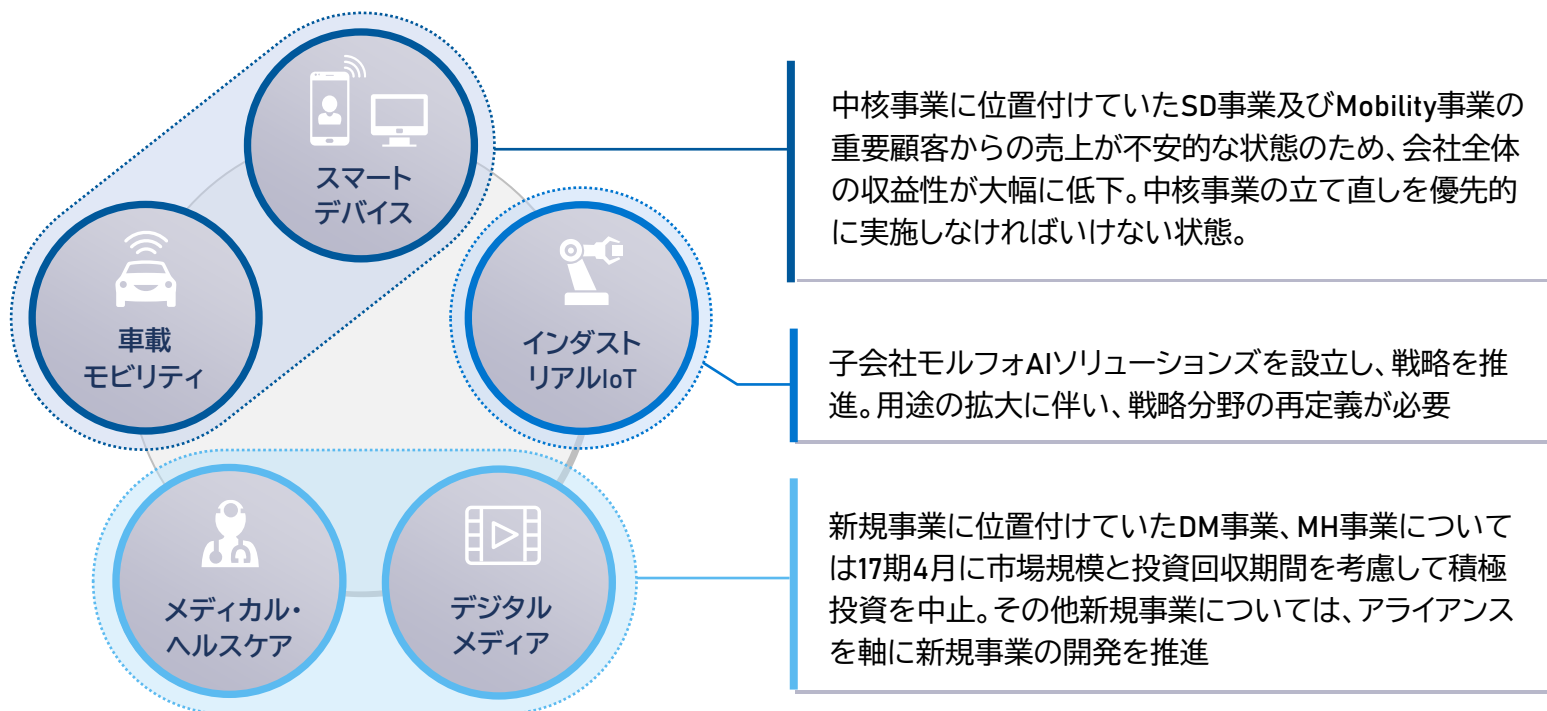 スマート
デバイス
車載
モビリティ
インダスト
リアルIoT
メディカル・
ヘルスケア
デジタル
メディア
中核事業に位置付けていたSD事業及びMobility事業の
重要顧客からの売上が不安的な状態のため、会社全体
の収益性が大幅に低下。中核事業の立て直しを優先的
に実施しなければいけない状態。
子会社モルフォAIソリューションズを設立し、戦略を推
進。用途の拡大に伴い、戦略分野の再定義が必要
新規事業に位置付けていたDM事業、MH事業について
は17期4月に市場規模と投資回収期間を考慮して積極
投資を中止。その他新規事業については、アライアンス
を軸に新規事業の開発を推進